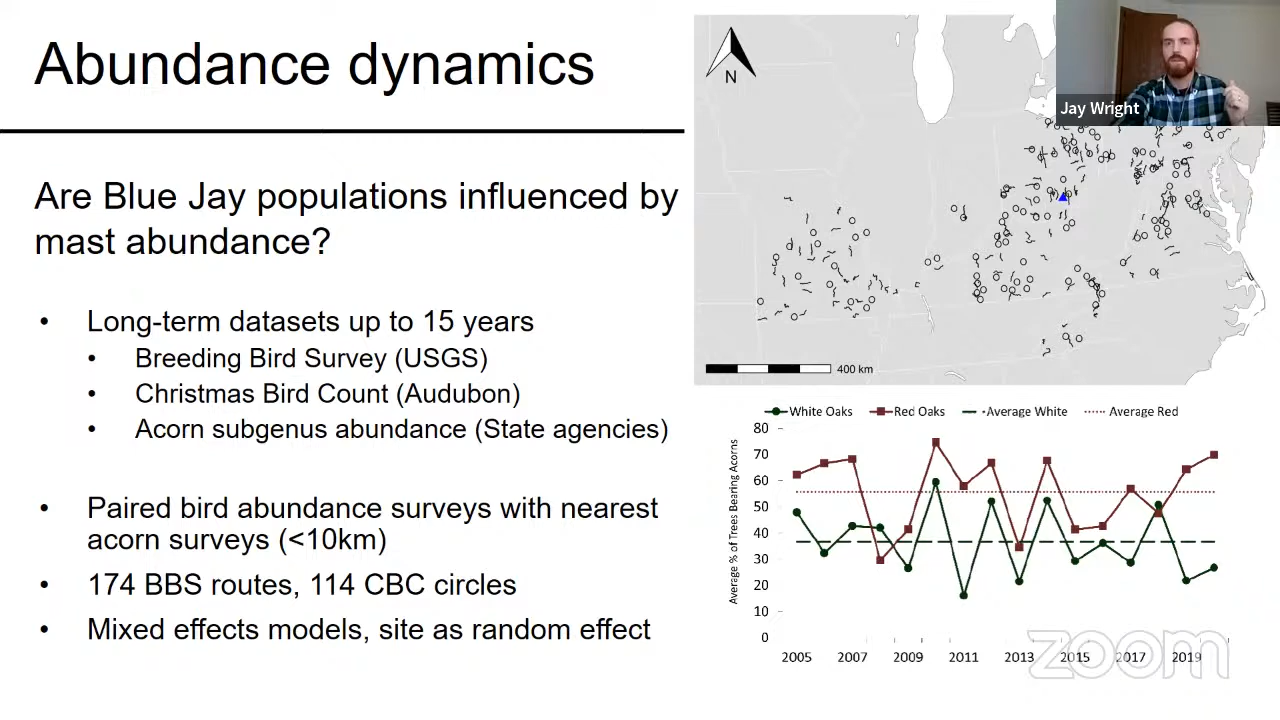 Abundance dynamics
Are Blue Jay populations influenced by
mast abundance?
• Long-term datasets up to 15 years
• Breeding Bird Survey (USGS)
• Christmas Bird Count (Audubon)
• Acorn subgenus abundance (State agencies)
• Paired bird abundance surveys with nearest
acorn surveys (<10km)
• 174 BBS routes, 114 CBC circles
• Mixed effects models, site as random effect
N
Jay Wright
400 km
White Oaks Red Oaks Average White Average Red
Average % of Trees Bearing Acorns
80
70
60
50
40
30
20
10
0
2005 2007 2009 2011 2013 2015 2017 2019
zoom